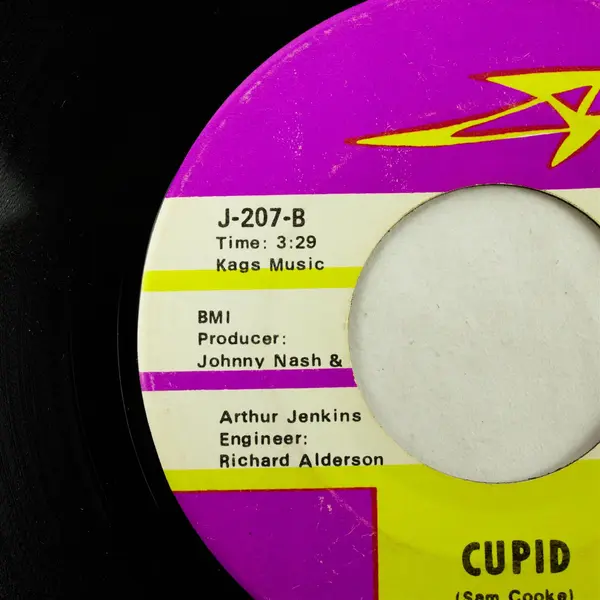 J-207-B
Time: 3:29
Kags Music
BMI
Producer:
Johnny Nash &
Arthur Jenkins
Engineer:
Richard Alderson
CUPID
(Sam Cooke)